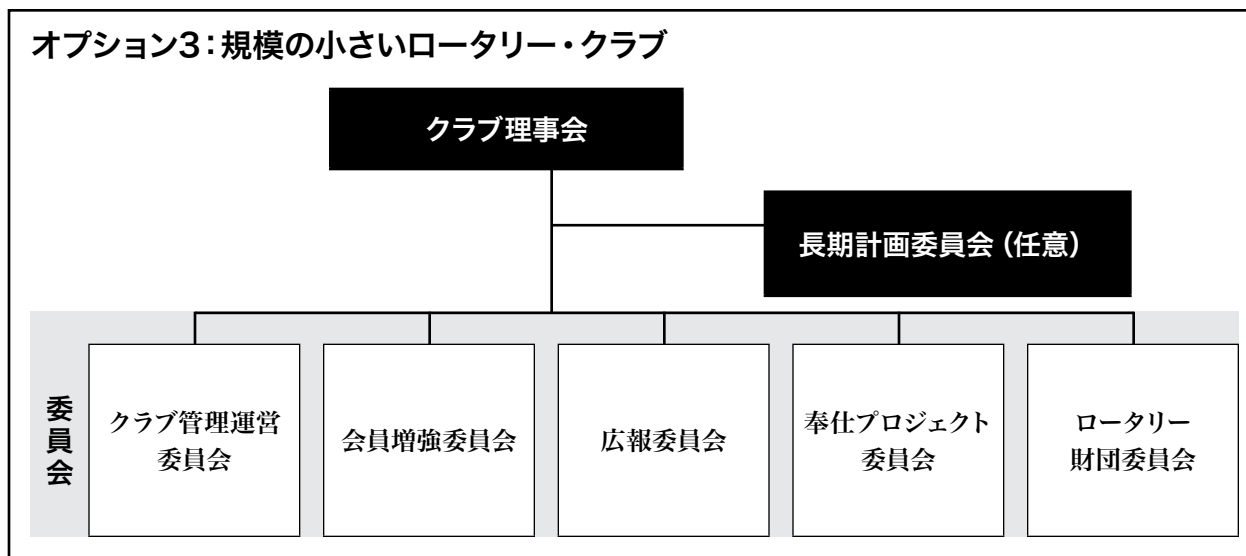 オプション3：規模の小さいロータリー・クラブ
クラブ理事会
長期計画委員会（任意）
委員会
クラブ管理運営
委員会
会員増強委員会
広報委員会
奉仕プロジェクト
委員会
ロータリー
財団委員会